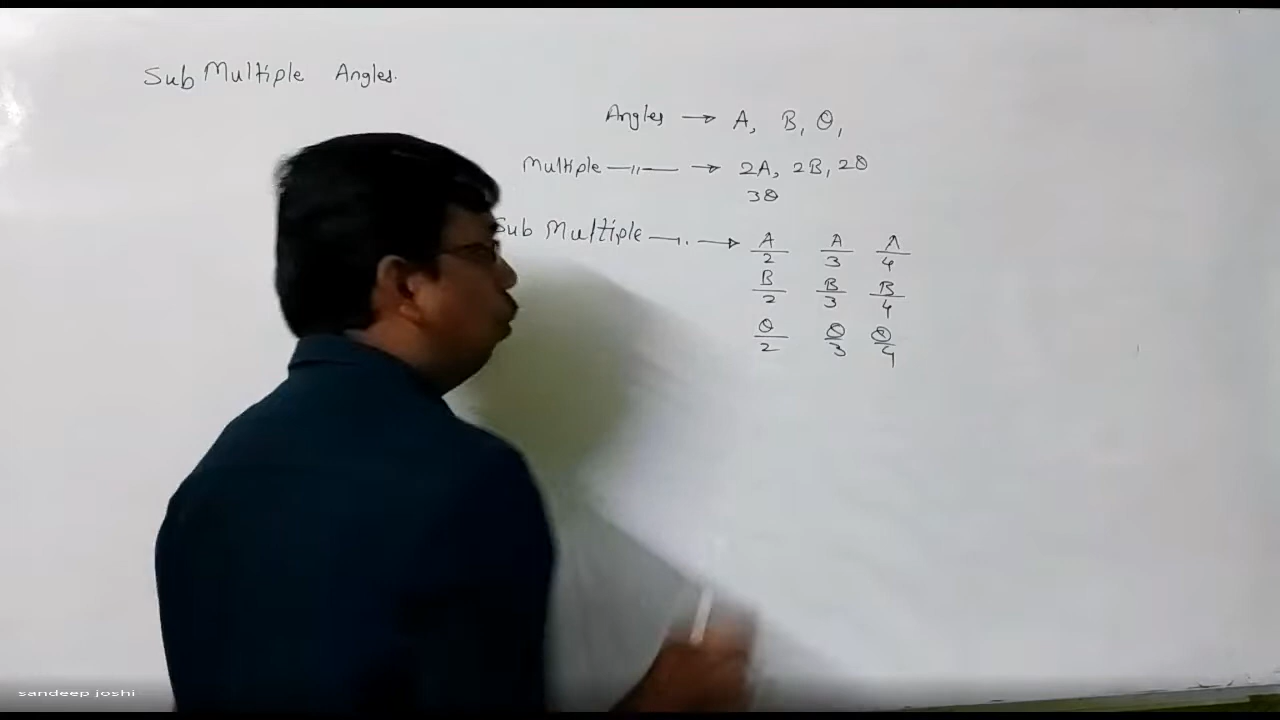 Sub Multiple Angles.
Angles → A, B, θ,
Multiple —〃— → 2A, 2B, 2θ
3θ
Sub Multiple —〃— → A/2 A/3 A/4
B/2 B/3 B/4
θ/2 θ/3 θ/4
sandeep joshi